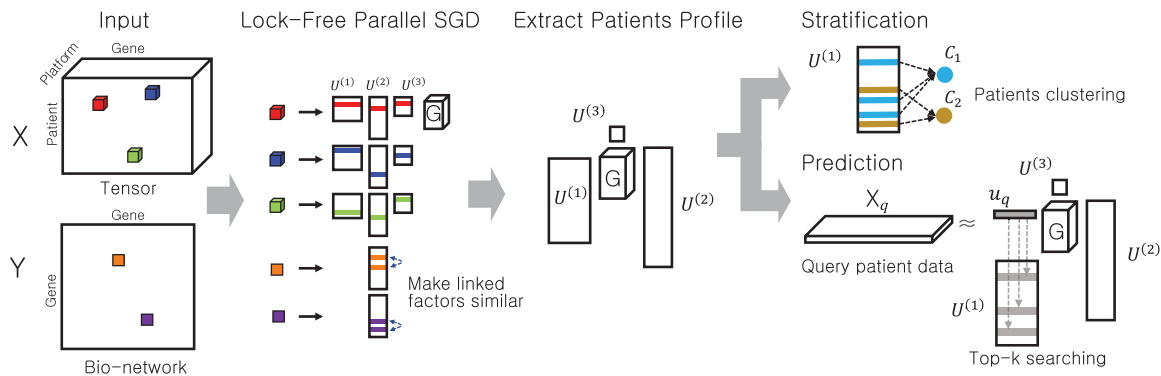 Input
Gene
Platform
Patient
X
Tensor
Gene
Y
Gene
Bio-network
Lock-Free Parallel SGD
U⁽¹⁾ U⁽²⁾ U⁽³⁾
G
Make linked
factors similar
Extract Patients Profile
U⁽³⁾
U⁽¹⁾
G
U⁽²⁾
Stratification
U⁽¹⁾
C₁
C₂
Patients clustering
Prediction
X_q
≈
Query patient data
u_q
U⁽³⁾
G
U⁽²⁾
U⁽¹⁾
Top-k searching